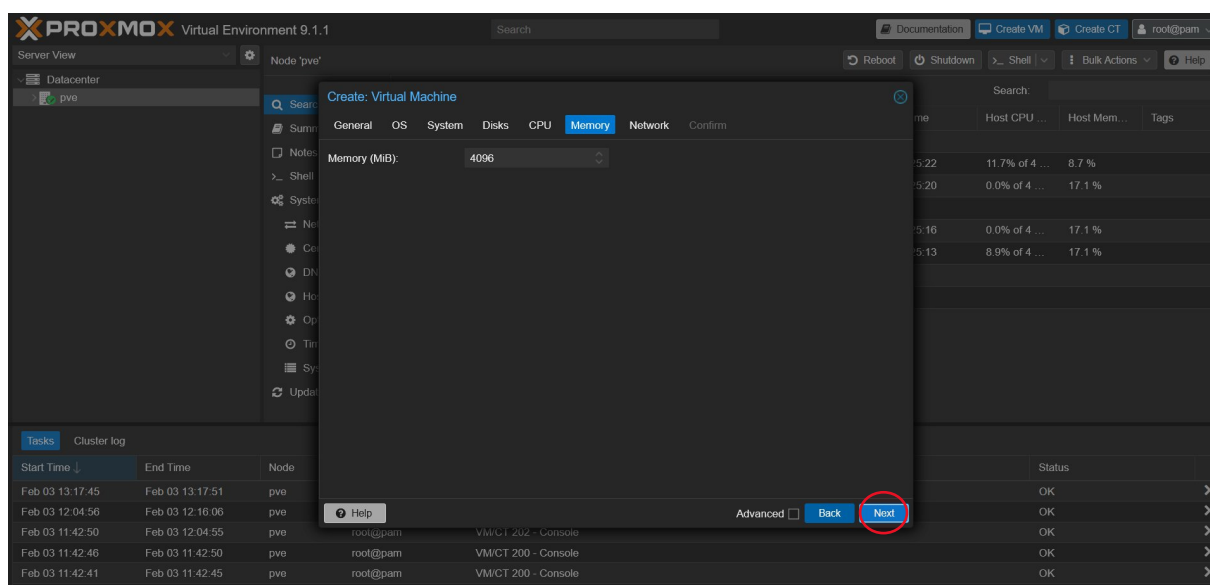 PROXMOX Virtual Environment 9.1.1 Search Documentation Create VM Create CT root@pam
Server View Node 'pve' Reboot Shutdown >_ Shell Bulk Actions Help
Datacenter
pve
Search:
Create: Virtual Machine
General OS System Disks CPU Memory Network Confirm
Memory (MiB): 4096
Host CPU ... Host Mem... Tags
Notes
>_ Shell
11.7% of 4 ... 8.7 %
0.0% of 4 ... 17.1 %
0.0% of 4 ... 17.1 %
8.9% of 4 ... 17.1 %
Help Advanced Back Next
Tasks Cluster log
Start Time ↓ End Time Node Status
Feb 03 13:17:45 Feb 03 13:17:51 pve OK
Feb 03 12:04:56 Feb 03 12:16:06 pve OK
Feb 03 11:42:50 Feb 03 12:04:55 pve root@pam VM/CT 202 - Console OK
Feb 03 11:42:46 Feb 03 11:42:50 pve root@pam VM/CT 200 - Console OK
Feb 03 11:42:41 Feb 03 11:42:45 pve root@pam VM/CT 200 - Console OK